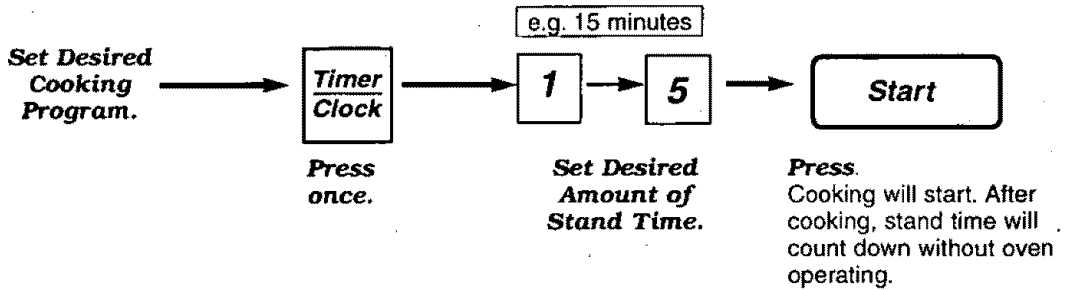 e.g. 15 minutes
Set Desired
Cooking
Program.
Timer
Clock
1
5
Start
Press
once.
Set Desired
Amount of
Stand Time.
Press.
Cooking will start. After
cooking, stand time will
count down without oven
operating.